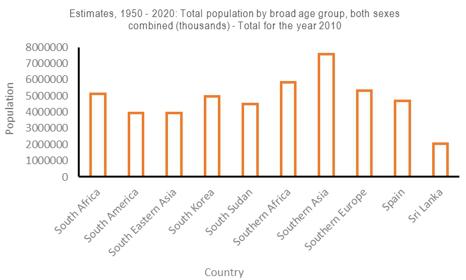 Estimates, 1950 - 2020: Total population by broad age group, both sexes
combined (thousands) - Total for the year 2010
8000000
7000000
6000000
5000000
4000000
3000000
2000000
1000000
0
Population
South Africa
South America
South Eastern Asia
South Korea
South Sudan
Southern Africa
Southern Asia
Southern Europe
Spain
Sri Lanka
Country